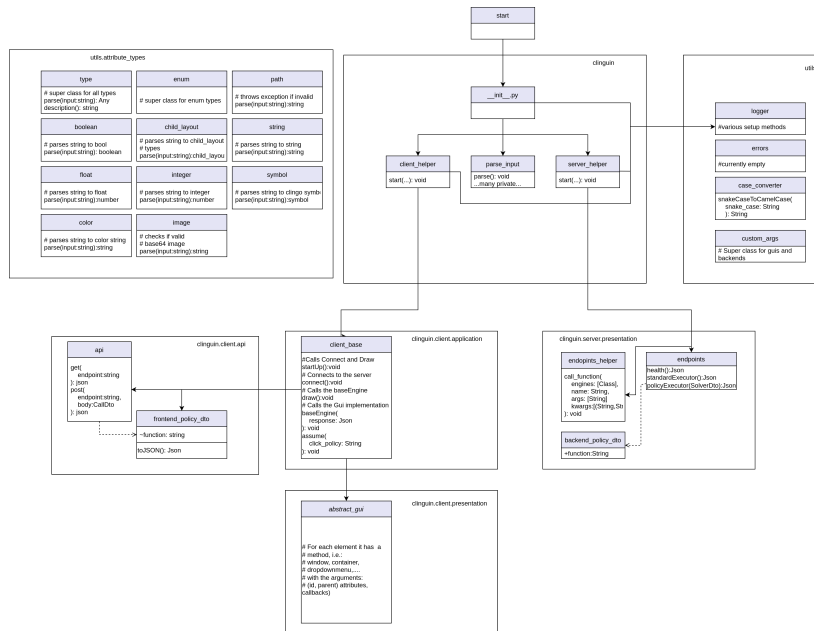 start
utils.attribute_types
type
# super class for all types
parse(input:string): Any
description(): string
enum
# super class for enum types
path
# throws exception if invalid
parse(input:string):string
boolean
# parses string to bool
parse(input:string): boolean
child_layout
# parses string to child_layout
# types
parse(input:string):child_layou
string
# parses string to string
parse(input:string):string
float
# parses string to float
parse(input:string):number
integer
# parses string to integer
parse(input:string):number
symbol
# parses string to clingo symb
parse(input:string):symbol
color
# parses string to color string
parse(input:string):string
image
# checks if valid
# base64 image
parse(input:string):string
clinguin
__init__.py
client_helper
start(...): void
parse_input
parse(): void
...many private...
server_helper
start(...): void
utils
logger
#various setup methods
errors
#currently empty
case_converter
snakeCaseToCamelCase(
snake_case: String
): String
custom_args
# Super class for guis and
backends
clinguin.client.api
api
get(
endpoint:string
): json
post(
endpoint:string,
body:CallDto
): json
frontend_policy_dto
~function: string
toJSON(): Json
clinguin.client.application
client_base
#Calls Connect and Draw
startUp():void
# Connects to the server
connect():void
# Calls the baseEngine
draw():void
# Calls the Gui implementation
baseEngine(
response: Json
): void
assume(
click_policy: String
): void
clinguin.server.presentation
endopints_helper
call_function(
engines: [Class],
name: String,
args: [String]
kwargs:[(String,Str
): void
endpoints
health():Json
standardExecutor():Json
policyExecutor(SolverDto):Json
backend_policy_dto
+function:String
clinguin.client.presentation
abstract_gui
# For each element it has a
# method, i.e.:
# window, container,
# dropdownmenu,....
# with the arguments:
# (id, parent) attributes,
callbacks)